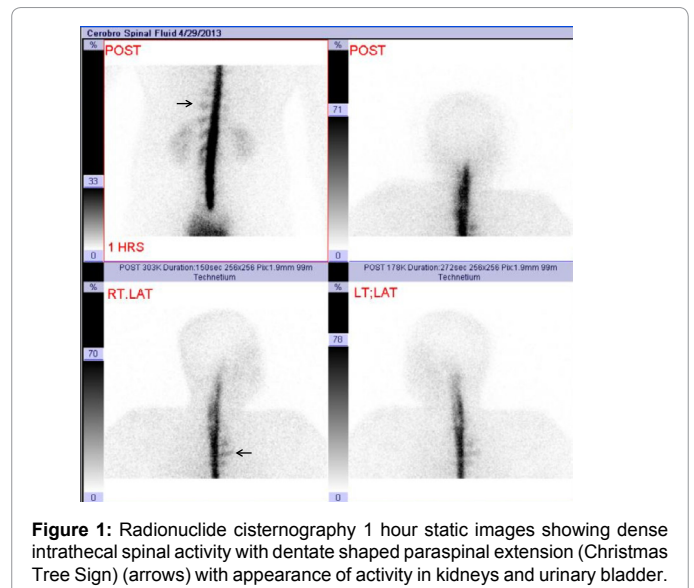 Cerebro Spinal Fluid 4/29/2013
%
POST
33
0
1 HRS
%
POST
71
0
POST 303K Duration:150sec 256x256 Pix:1.9mm 99m
Technetium
POST 178K Duration:272sec 256x256 Pix:1.9mm 99m
Technetium
%
RT.LAT
70
0
%
LT;LAT
78
0
Figure 1: Radionuclide cisternography 1 hour static images showing dense
intrathecal spinal activity with dentate shaped paraspinal extension (Christmas
Tree Sign) (arrows) with appearance of activity in kidneys and urinary bladder.